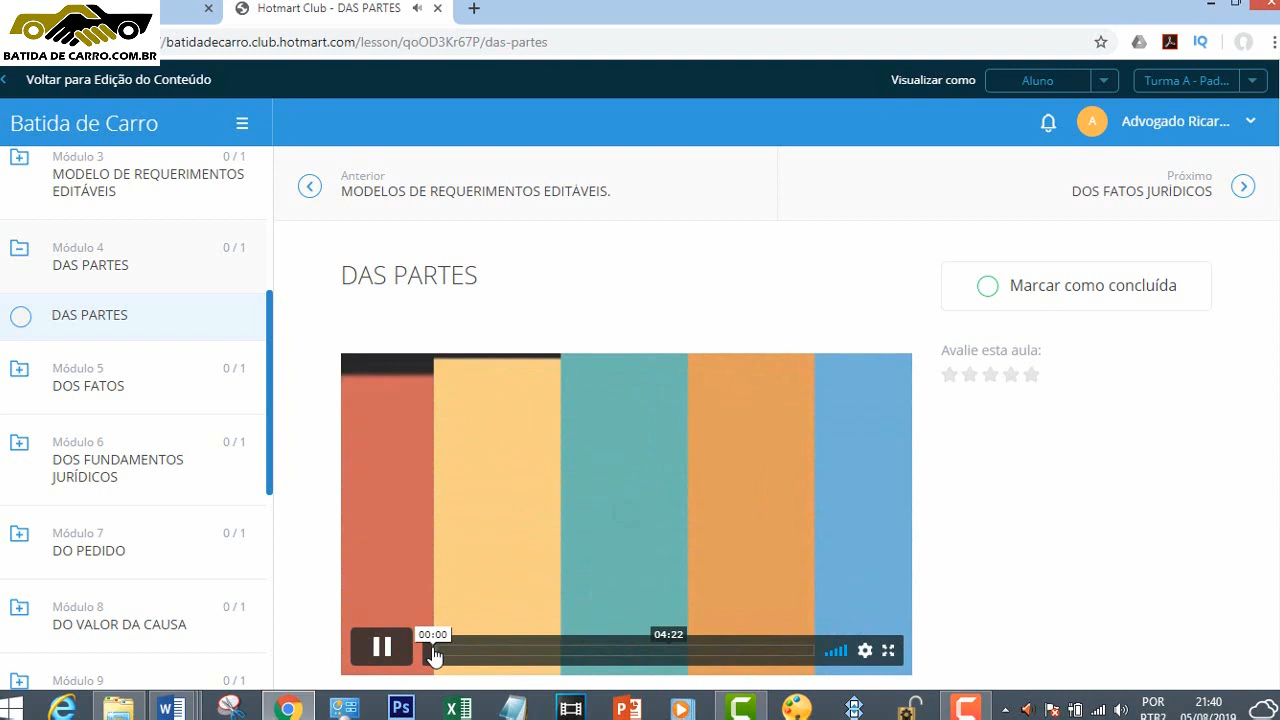 Hotmart Club - DAS PARTES
BATIDA DE CARRO.COM.BR
/batidadecarro.club.hotmart.com/lesson/qoOD3Kr67P/das-partes
IQ
Voltar para Edição do Conteúdo
Visualizar como
Aluno
Turma A - Pad...
Batida de Carro
A
Advogado Ricar...
Módulo 3 0 / 1
MODELO DE REQUERIMENTOS
EDITÁVEIS
Anterior
MODELOS DE REQUERIMENTOS EDITÁVEIS.
Próximo
DOS FATOS JURÍDICOS
Módulo 4 0 / 1
DAS PARTES
DAS PARTES
Módulo 5 0 / 1
DOS FATOS
Módulo 6 0 / 1
DOS FUNDAMENTOS
JURÍDICOS
Módulo 7 0 / 1
DO PEDIDO
Módulo 8 0 / 1
DO VALOR DA CAUSA
Módulo 9 0 / 1
DAS PARTES
Marcar como concluída
Avalie esta aula:
00:00
04:22
Ps
POR
PTB2
21:40
05/08/2019